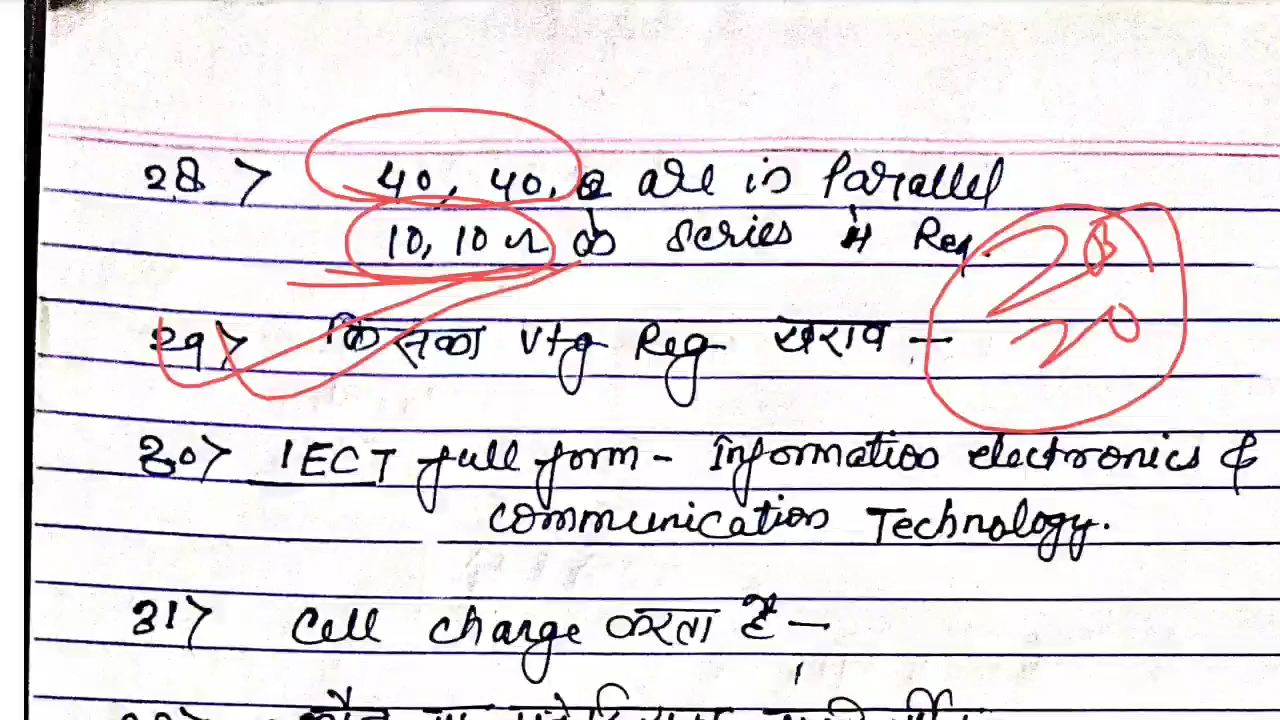 28> 40, 40, Ω are in Parallel
10, 10 Ω के series में Req.
20
20
29> किसका Vtg Reg खराब —
30> IECT full form - Information electronics &
communication Technology.
31> Cell charge करता है —